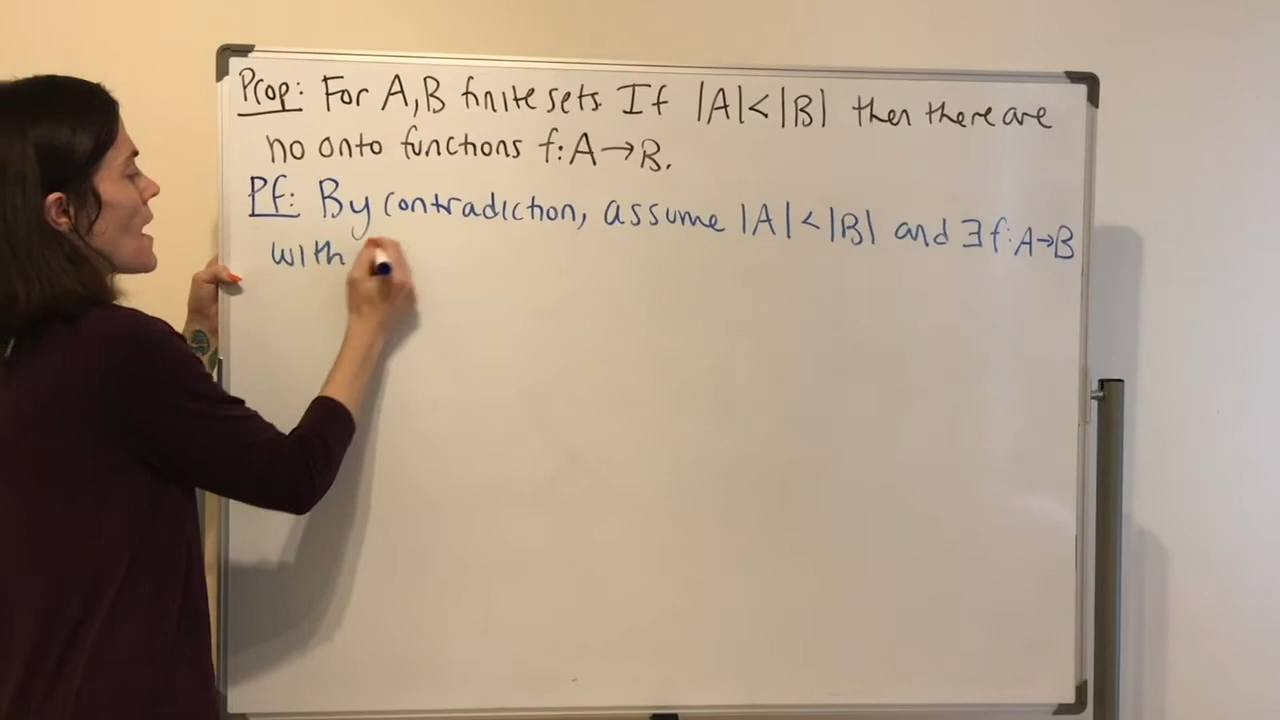 Prop: For A,B finite sets. If |A|<|B| then there are
no onto functions f:A→B.
Pf: By contradiction, assume |A|<|B| and ∃f:A→B
with